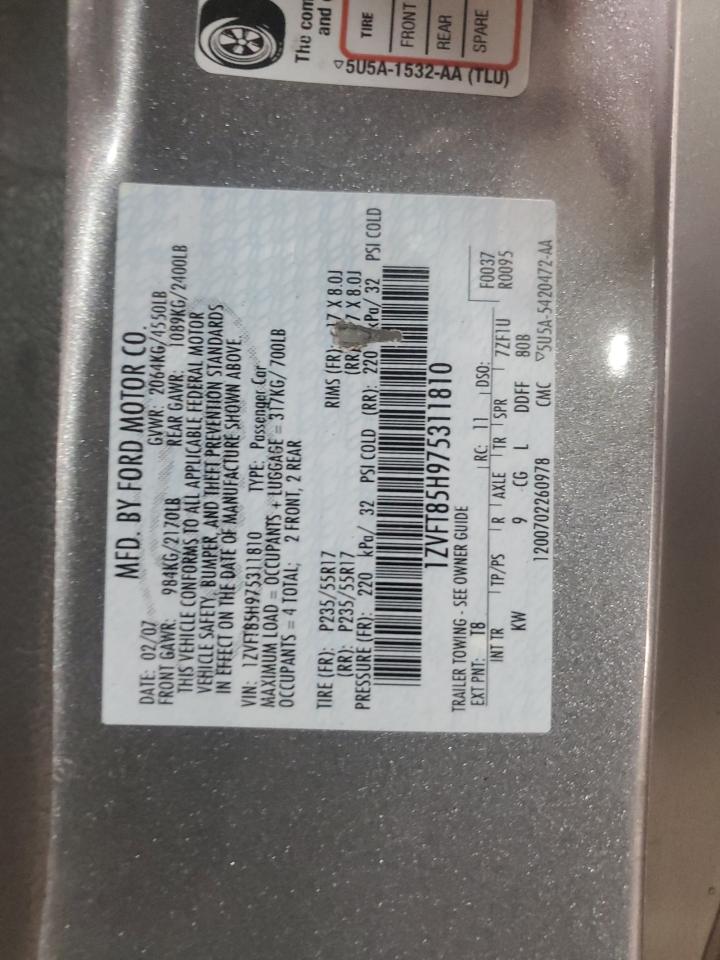 The com
and
TIRE
FRONT
REAR
SPARE
5U5A-1532-AA (TLU)
MFD. BY FORD MOTOR CO.
DATE: 02/07 GVWR: 2064KG/4550LB
FRONT GAWR: 984KG/2170LB REAR GAWR: 1089KG/2400LB
THIS VEHICLE CONFORMS TO ALL APPLICABLE FEDERAL MOTOR
VEHICLE SAFETY, BUMPER, AND THEFT PREVENTION STANDARDS
IN EFFECT ON THE DATE OF MANUFACTURE SHOWN ABOVE.
VIN: 1ZVFT85H975311810 TYPE: Passenger Car
MAXIMUM LOAD = OCCUPANTS + LUGGAGE = 317KG/ 700LB
OCCUPANTS = 4 TOTAL; 2 FRONT, 2 REAR
TIRE (FR): P235/55R17 RIMS (FR): 7 X 8.0J
(RR): P235/55R17 (RR): 7 X 8.0J
PRESSURE (FR): 220 kPa/ 32 PSI COLD (RR): 220 kPa/ 32 PSI COLD
1ZVFT85H975311810
TRAILER TOWING - SEE OWNER GUIDE
EXT PNT: T8 RC: 11 DSO: F0037
R0095
INT TR TP/PS R AXLE TR SPR 7ZF1U
KW 9 CG L DDFF 80B
1200702260978 CMC 5U5A-5420472-AA